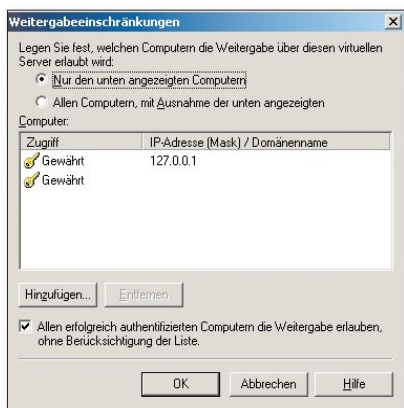 Weitergabeeinschränkungen
Legen Sie fest, welchen Computern die Weitergabe über diesen virtuellen
Server erlaubt wird:
Nur den unten angezeigten Computern
Allen Computern, mit Ausnahme der unten angezeigten
Computer:
Zugriff IP-Adresse (Mask) / Domänenname
Gewährt 127.0.0.1
Gewährt
Hinzufügen... Entfernen
Allen erfolgreich authentifizierten Computern die Weitergabe erlauben,
ohne Berücksichtigung der Liste.
OK Abbrechen Hilfe